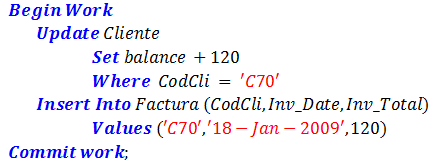 Begin Work
Update Cliente
Set balance + 120
Where CodCli = 'C70'
Insert Into Factura (CodCli, Inv_Date, Inv_Total)
Values ('C70', '18 − Jan − 2009', 120)
Commit work;